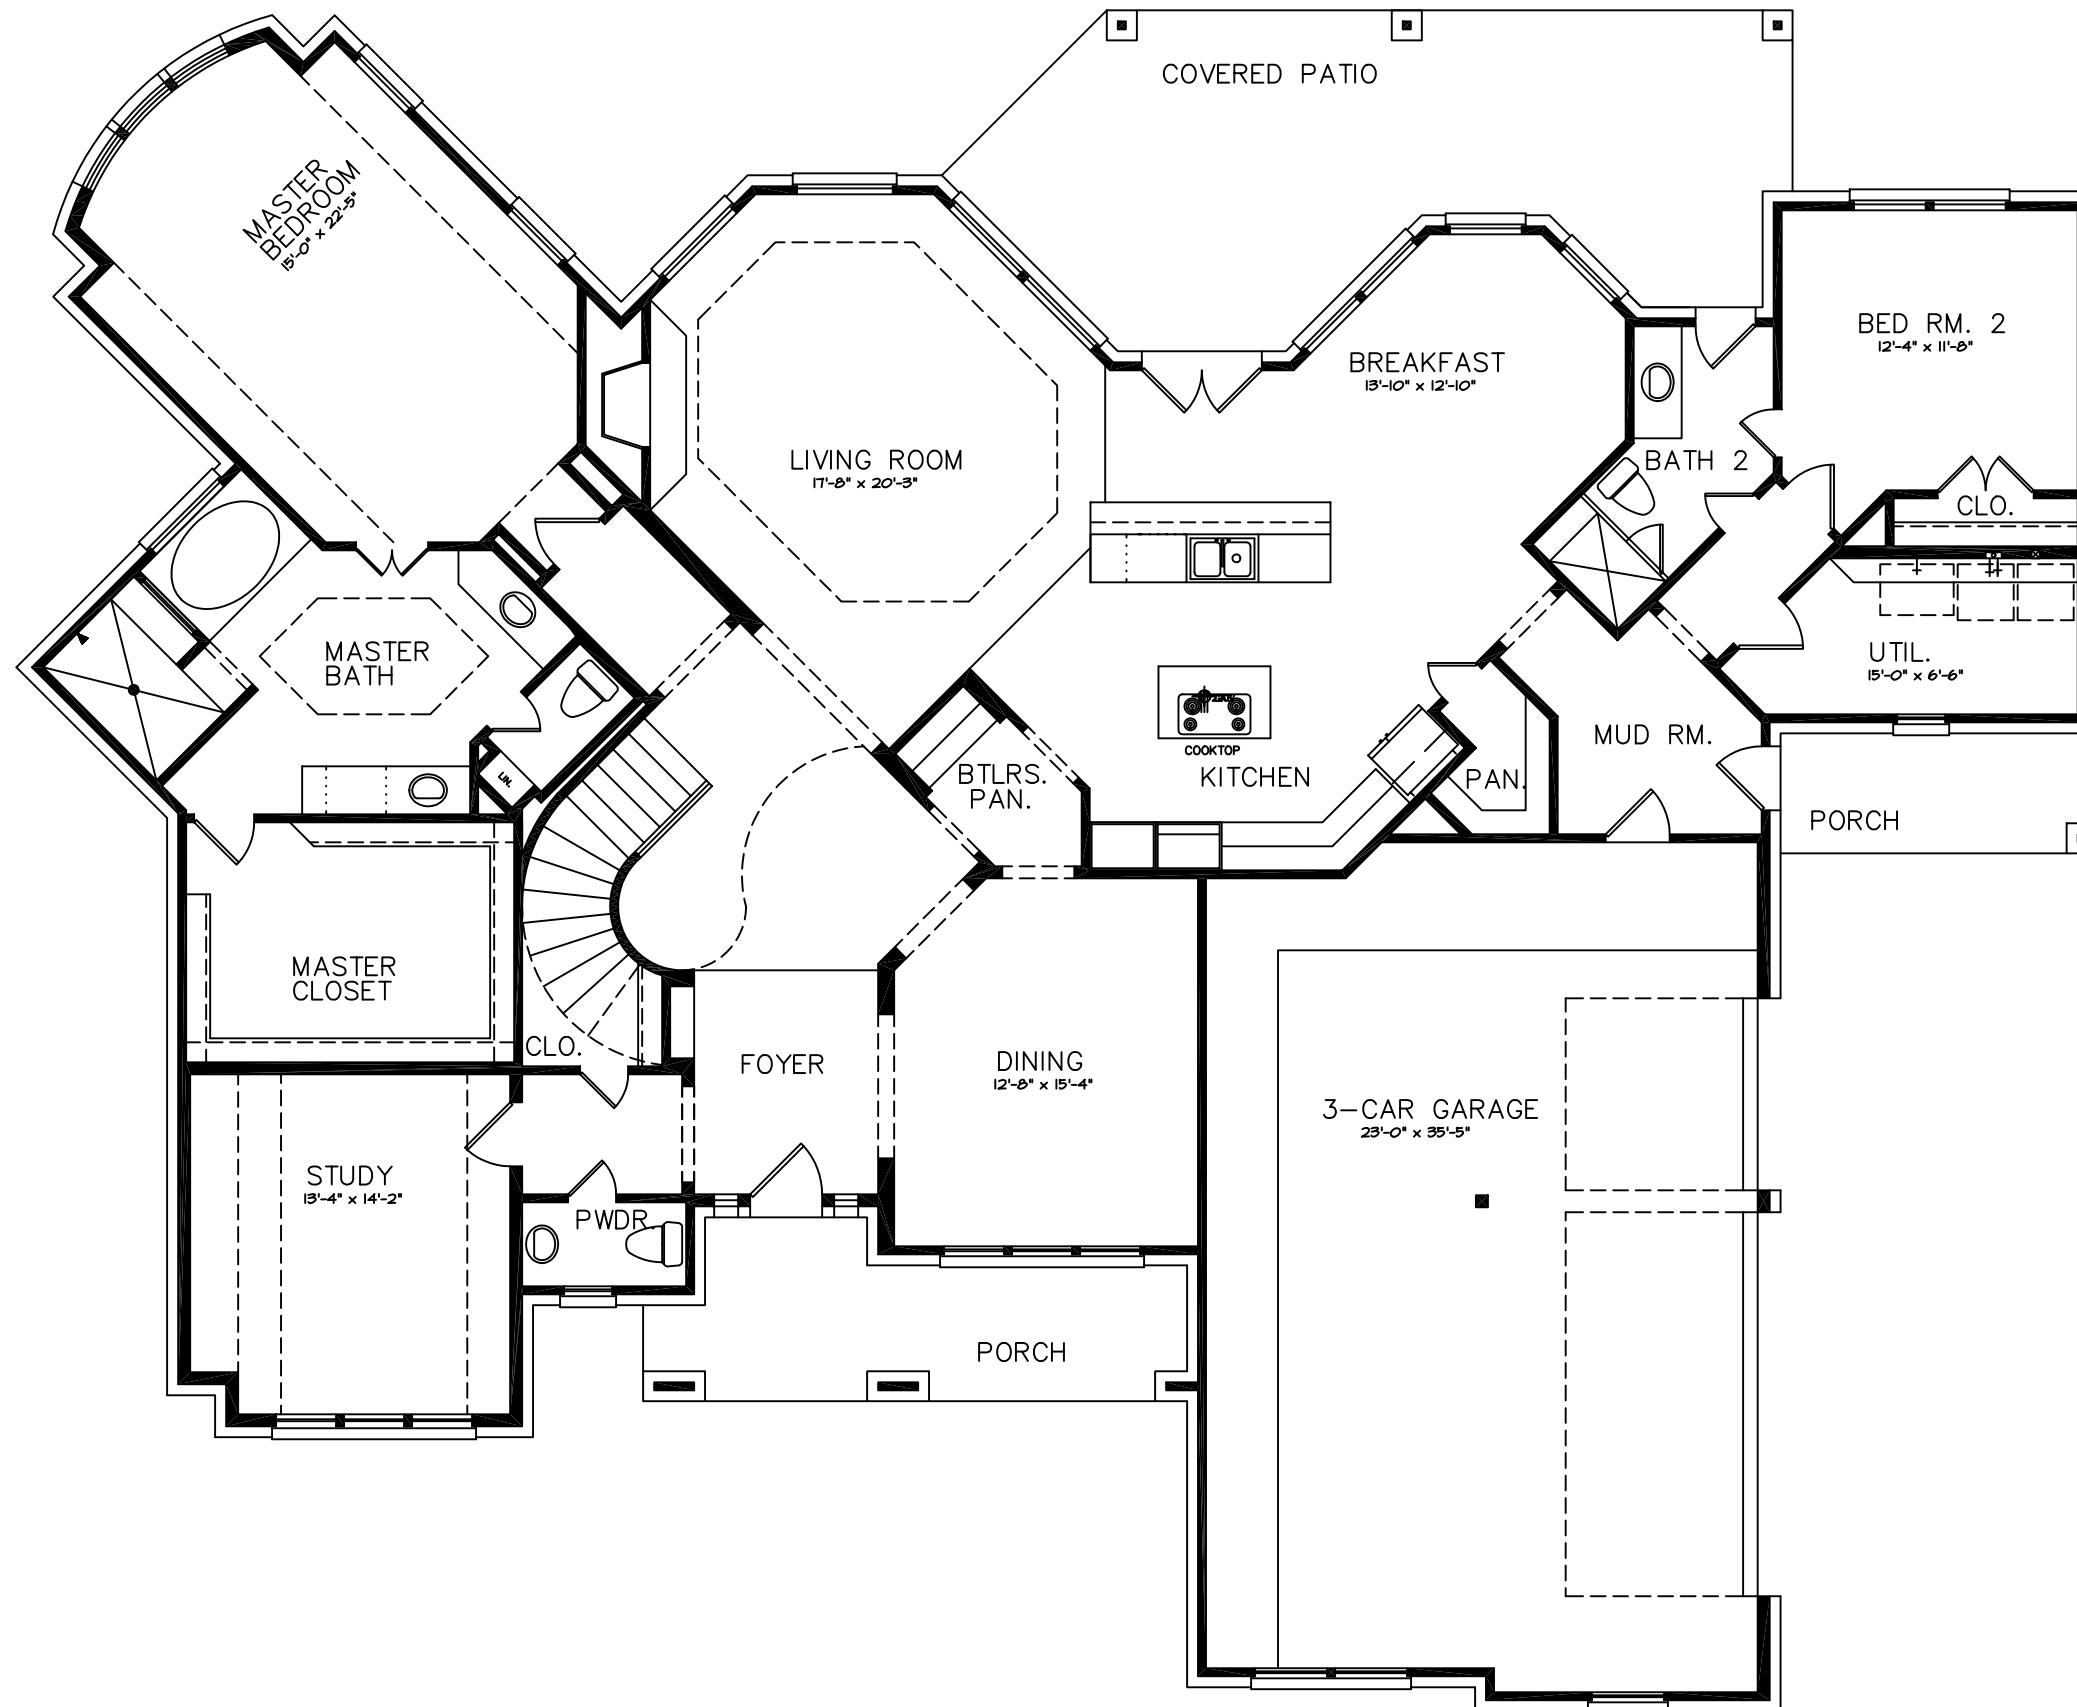 COVERED PATIO
MASTER
BEDROOM
15'-0" x 22'-5"
BED RM. 2
12'-4" x 11'-8"
BREAKFAST
13'-10" x 12'-10"
LIVING ROOM
17'-8" x 20'-3"
BATH 2
CLO.
MASTER
BATH
UTIL.
15'-0" x 6'-6"
MUD RM.
COOKTOP
KITCHEN
PAN.
BTLRS.
PAN.
LIN.
PORCH
MASTER
CLOSET
CLO.
FOYER
DINING
12'-8" x 15'-4"
3-CAR GARAGE
23'-0" x 35'-5"
STUDY
13'-4" x 14'-2"
PWDR.
PORCH